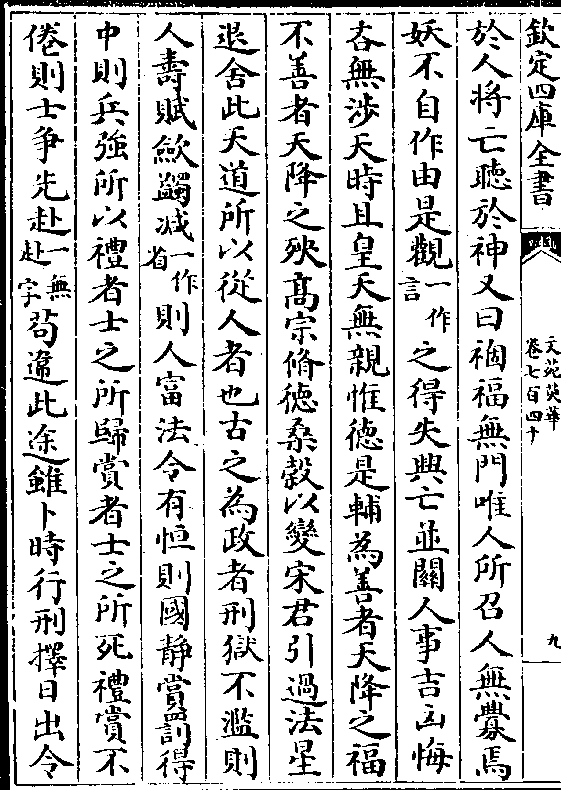 欽定四庫全書
文苑英華
卷七百四十
九
於人将亡聽於神又曰禍福無門唯人所召人無釁焉
妖不自作由是觀一作言之得失興亡並關人事吉凶悔
吝無渉天時且皇天無親惟德是輔為善者天降之福
不善者天降之殃高宗脩徳桑榖以變宋君引過法星
退舍此天道所以從人者也古之為政者刑獄不濫則
人壽賦歛蠲減一作省則人富法令有恒則國靜賞罰得
中則兵強所以禮者士之所歸賞者士之所死禮賞不
倦則士爭先赴一無赴字苟違此途雖卜時行刑擇日出令